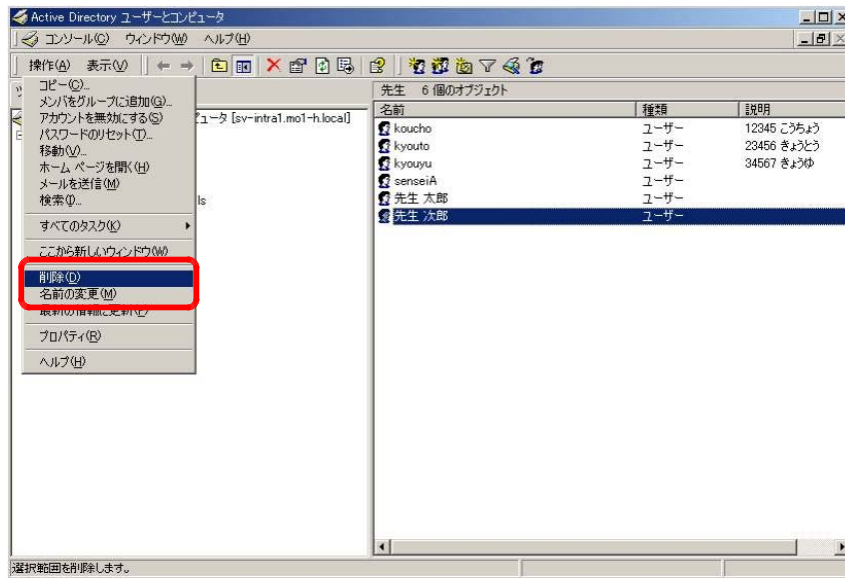 Active Directory ユーザーとコンピュータ
コンソール(C) ウィンドウ(W) ヘルプ(H)
操作(A) 表示(V)
先生 6 個のオブジェクト
コピー(C)...
メンバをグループに追加(G)...
アカウントを無効にする(S)
パスワードのリセット(T)...
移動(V)...
ホーム ページを開く(H)
メールを送信(M)
検索(I)...
すべてのタスク(K)
ここから新しいウィンドウ(W)
削除(D)
名前の変更(M)
最新の情報に更新(F)
プロパティ(R)
ヘルプ(H)
ピュータ [sv-intra1.mo1-h.local]
ls
名前 種類 説明
koucho ユーザー 12345 こうちょう
kyouto ユーザー 23456 きょうとう
kyouyu ユーザー 34567 きょうゆ
senseiA ユーザー
先生 太郎 ユーザー
先生 次郎 ユーザー
選択範囲を削除します。